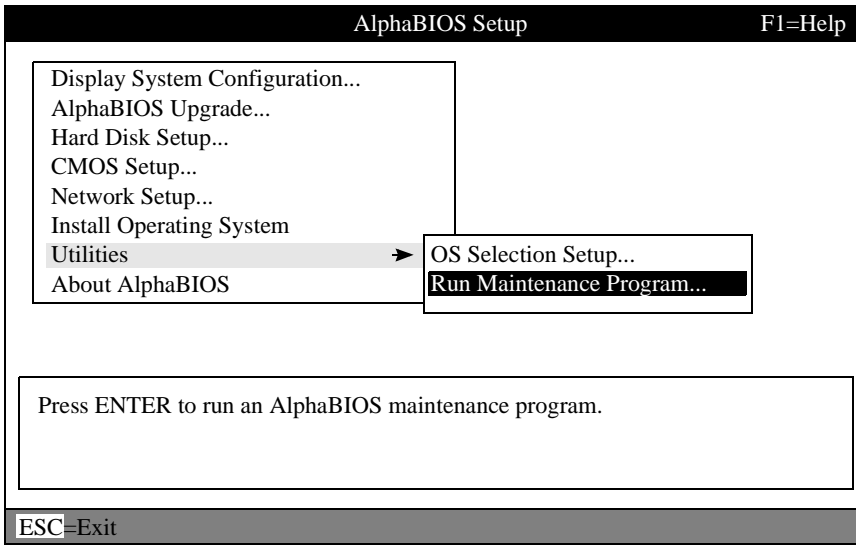 AlphaBIOS Setup F1=Help
Display System Configuration...
AlphaBIOS Upgrade...
Hard Disk Setup...
CMOS Setup...
Network Setup...
Install Operating System
Utilities
About AlphaBIOS
OS Selection Setup...
Run Maintenance Program...
Press ENTER to run an AlphaBIOS maintenance program.
ESC=Exit